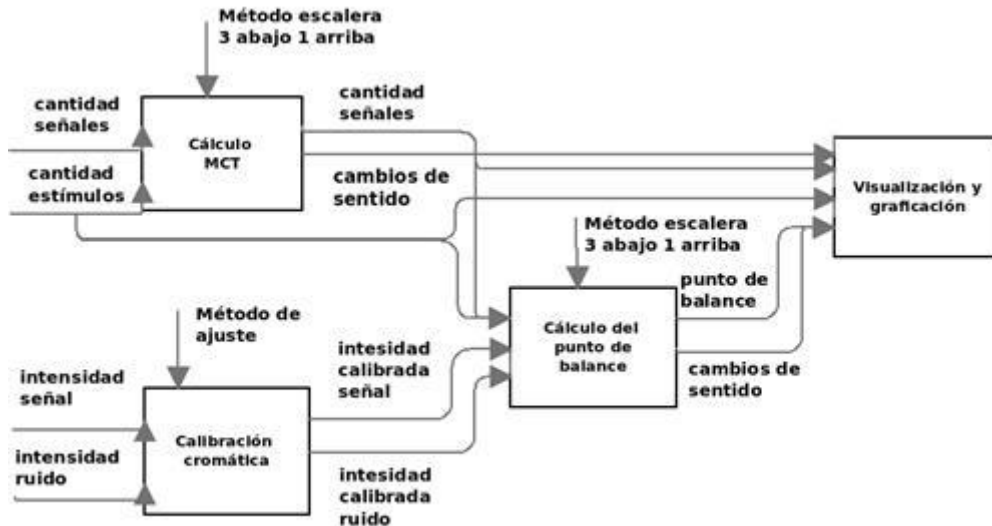 Método escalera
3 abajo 1 arriba
cantidad
señales
cantidad
estímulos
Cálculo
MCT
cantidad
señales
cambios de
sentido
Visualización y
graficación
Método escalera
3 abajo 1 arriba
Método de
ajuste
intensidad
señal
intensidad
ruido
Calibración
cromática
intesidad
calibrada
señal
intesidad
calibrada
ruido
Cálculo del
punto de
balance
punto de
balance
cambios de
sentido